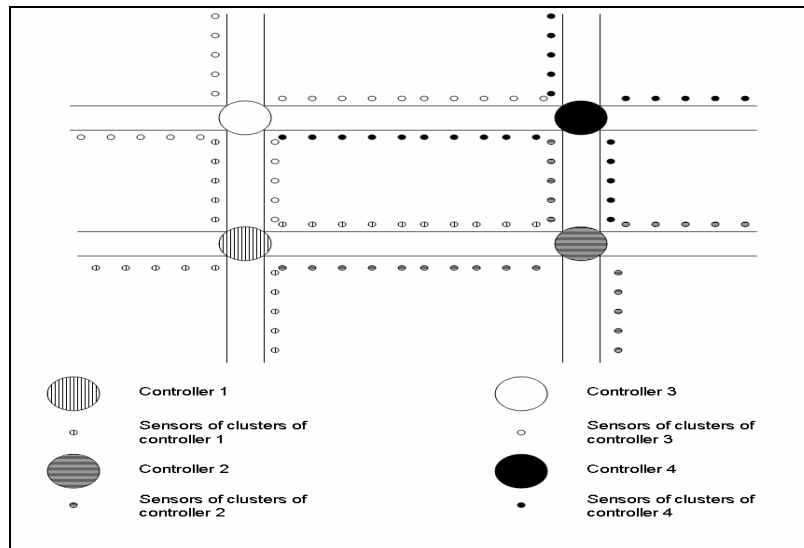 Controller 1
Sensors of clusters of
controller 1
Controller 2
Sensors of clusters of
controller 2
Controller 3
Sensors of clusters of
controller 3
Controller 4
Sensors of clusters of
controller 4